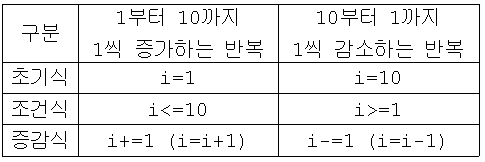 구분
1부터 10까지
1씩 증가하는 반복
10부터 1까지
1씩 감소하는 반복
초기식 i=1 i=10
조건식 i<=10 i>=1
증감식 i+=1 (i=i+1) i-=1 (i=i-1)